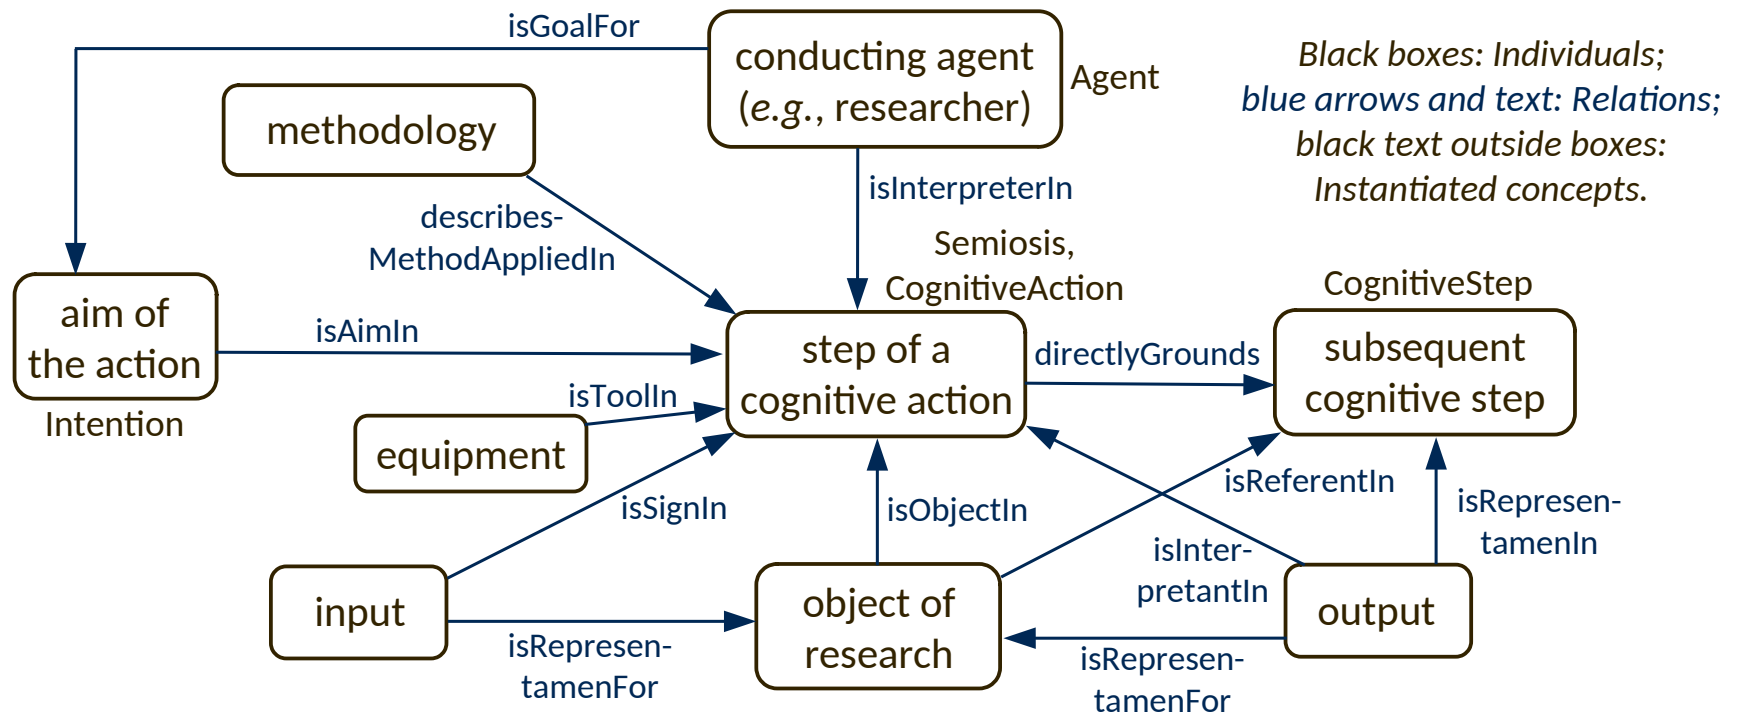 isGoalFor
conducting agent
(e.g., researcher)
Agent
Black boxes: Individuals;
blue arrows and text: Relations;
black text outside boxes:
Instantiated concepts.
methodology
isInterpreterIn
describes-
MethodAppliedIn
Semiosis,
CognitiveAction
CognitiveStep
aim of
the action
Intention
isAimIn
step of a
cognitive action
directlyGrounds
subsequent
cognitive step
isToolIn
equipment
isSignIn
isObjectIn
isReferentIn
isRepresen-
tamenIn
isInter-
pretantIn
input
object of
research
output
isRepresen-
tamenFor
isRepresen-
tamenFor